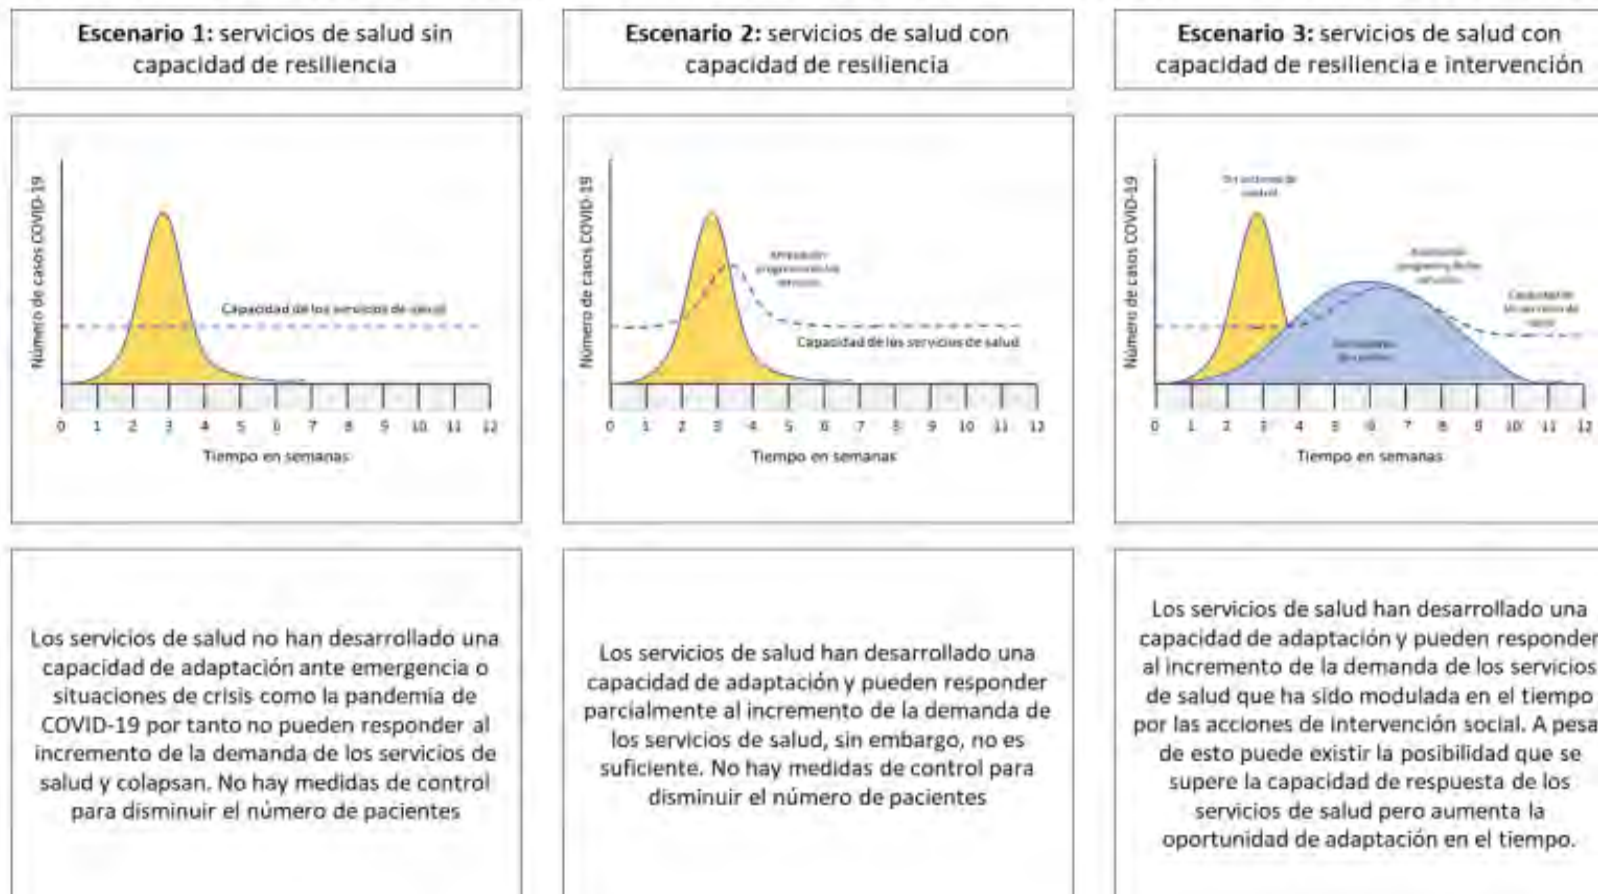 Escenario 1: servicios de salud sin
capacidad de resiliencia
Escenario 2: servicios de salud con
capacidad de resiliencia
Escenario 3: servicios de salud con
capacidad de resiliencia e intervención
Número de casos COVID-19
Capacidad de los servicios de salud
0 1 2 3 4 5 6 7 8 9 10 11 12
Tiempo en semanas
Número de casos COVID-19
Capacidad de los servicios de salud
0 1 2 3 4 5 6 7 8 9 10 11 12
Tiempo en semanas
Número de casos COVID-19
0 1 2 3 4 5 6 7 8 9 10 11 12
Tiempo en semanas
Los servicios de salud no han desarrollado una
capacidad de adaptación ante emergencia o
situaciones de crisis como la pandemia de
COVID-19 por tanto no pueden responder al
incremento de la demanda de los servicios de
salud y colapsan. No hay medidas de control
para disminuir el número de pacientes
Los servicios de salud han desarrollado una
capacidad de adaptación y pueden responder
parcialmente al incremento de la demanda de
los servicios de salud, sin embargo, no es
suficiente. No hay medidas de control para
disminuir el número de pacientes
Los servicios de salud han desarrollado una
capacidad de adaptación y pueden responder
al incremento de la demanda de los servicios
de salud que ha sido modulada en el tiempo
por las acciones de intervención social. A pesa
de esto puede existir la posibilidad que se
supere la capacidad de respuesta de los
servicios de salud pero aumenta la
oportunidad de adaptación en el tiempo.